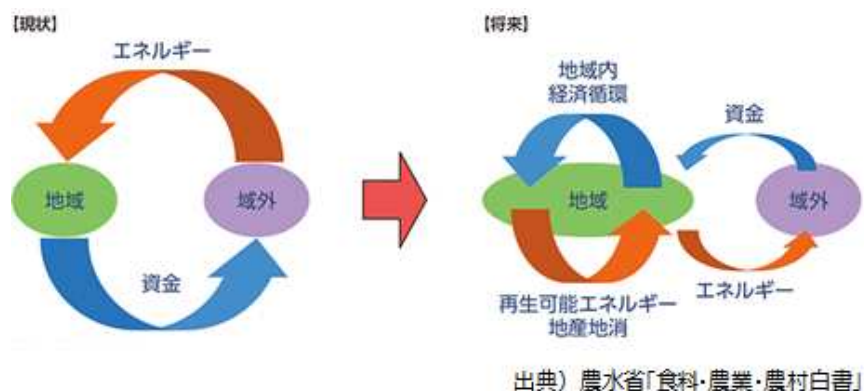 【現状】
エネルギー
地域
域外
資金
【将来】
地域内
経済循環
資金
地域
域外
再生可能エネルギー
地産地消
エネルギー
出典）農水省「食料・農業・農村白書」